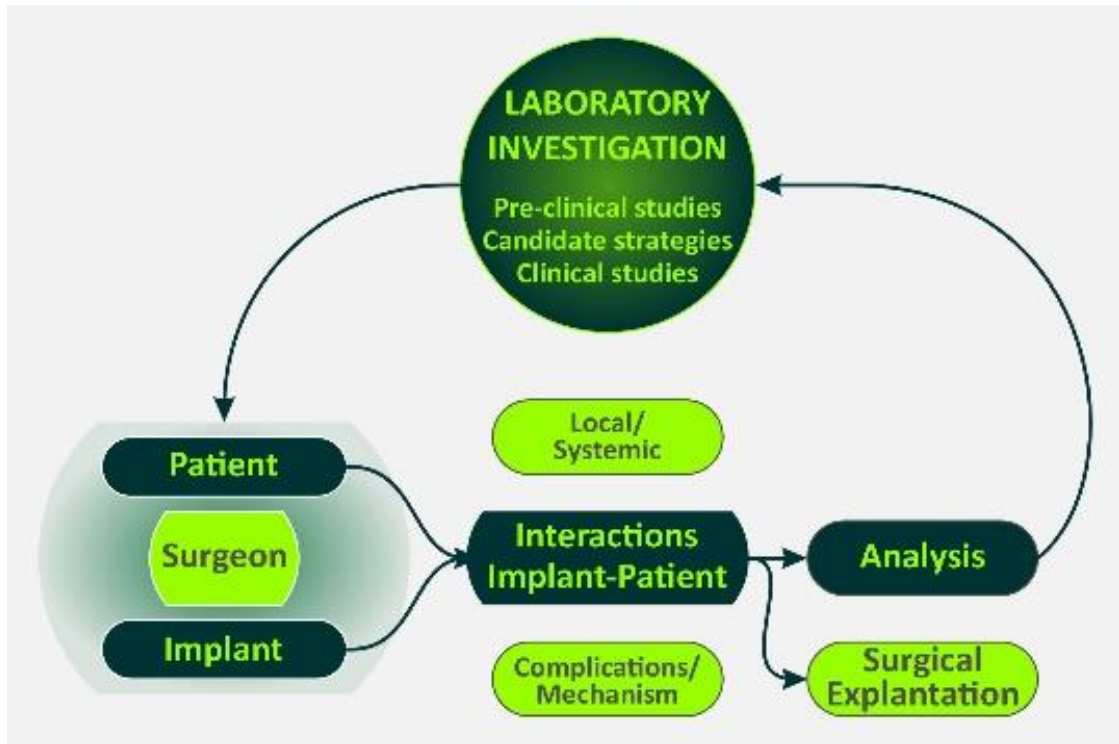 LABORATORY
INVESTIGATION
Pre-clinical studies
Candidate strategies
Clinical studies
Local/
Systemic
Patient
Surgeon
Implant
Interactions
Implant-Patient
Analysis
Complications/
Mechanism
Surgical
Explantation